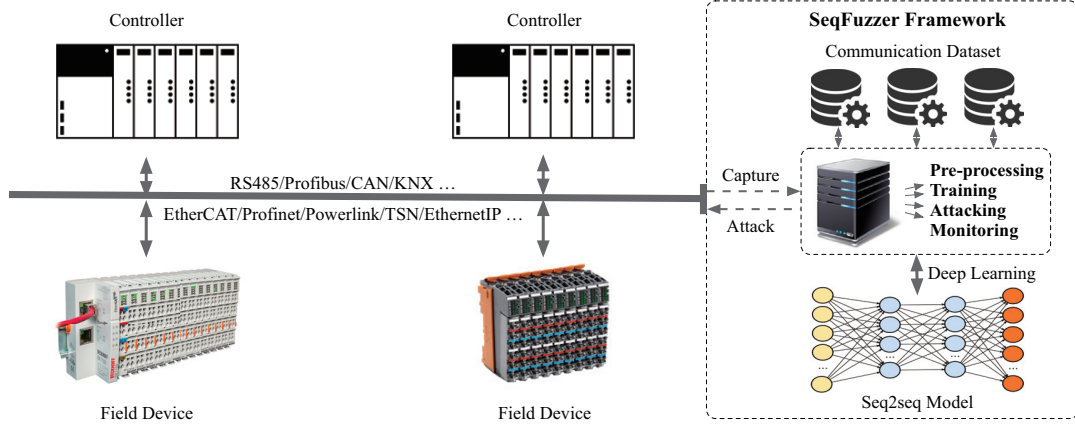 Controller
Controller
SeqFuzzer Framework
Communication Dataset
RS485/Profibus/CAN/KNX …
EtherCAT/Profinet/Powerlink/TSN/EthernetIP …
Capture
Attack
Pre-processing
Training
Attacking
Monitoring
Deep Learning
...
...
...
...
Seq2seq Model
Field Device
Field Device